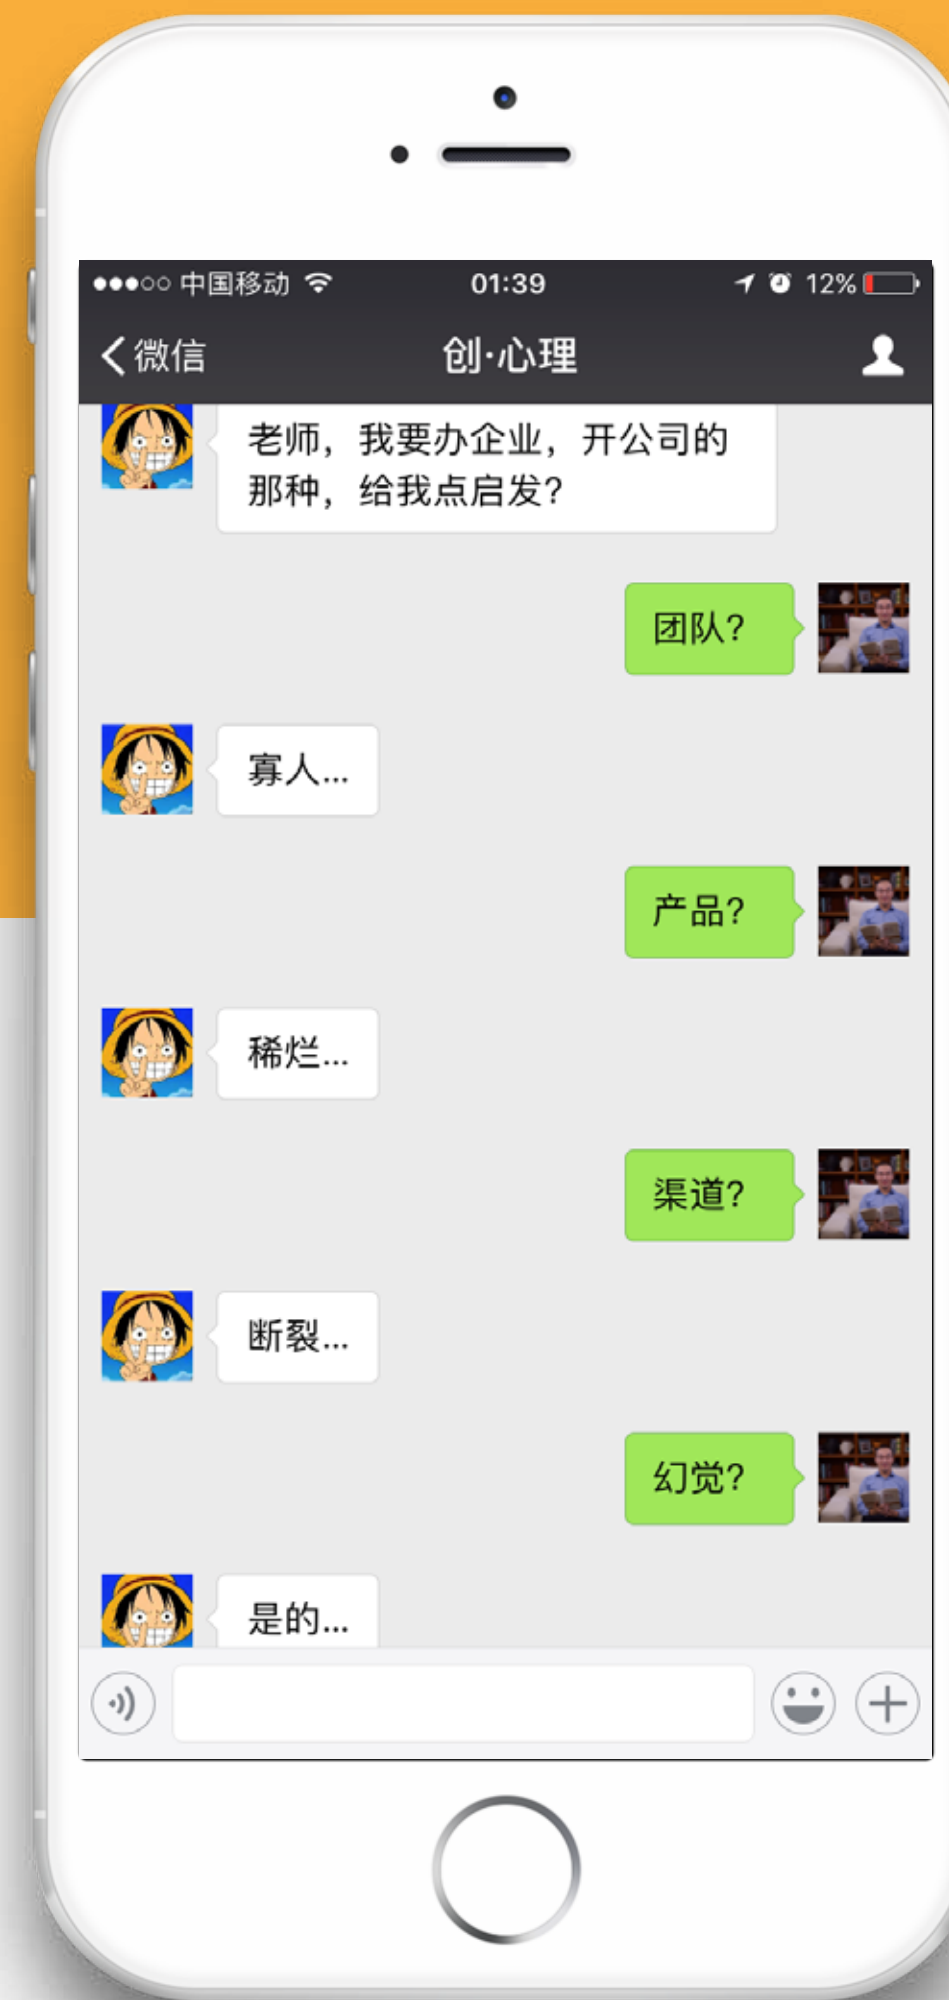 中国移动 01:39 12%
微信 创·心理
老师，我要办企业，开公司的
那种，给我点启发？
团队？
寡人...
产品？
稀烂...
渠道？
断裂...
幻觉？
是的...